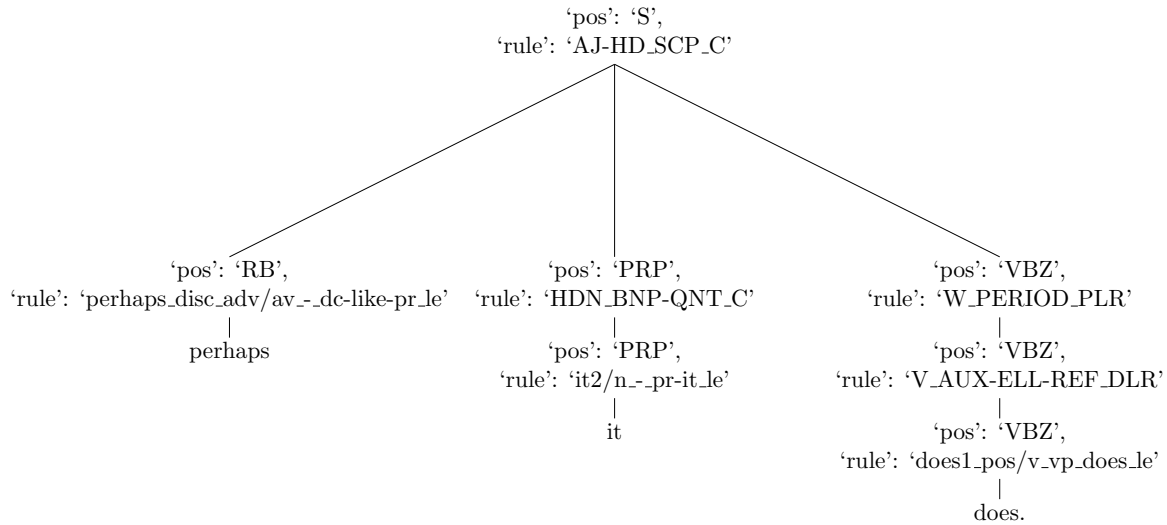 ‘pos’: ‘S’,
‘rule’: ‘AJ-HD_SCP_C’
‘pos’: ‘RB’,
‘rule’: ‘perhaps_disc_adv/av_-_dc-like-pr_le’
perhaps
‘pos’: ‘PRP’,
‘rule’: ‘HDN_BNP-QNT_C’
‘pos’: ‘PRP’,
‘rule’: ‘it2/n_-_pr-it_le’
it
‘pos’: ‘VBZ’,
‘rule’: ‘W_PERIOD_PLR’
‘pos’: ‘VBZ’,
‘rule’: ‘V_AUX-ELL-REF_DLR’
‘pos’: ‘VBZ’,
‘rule’: ‘does1_pos/v_vp_does_le’
does.